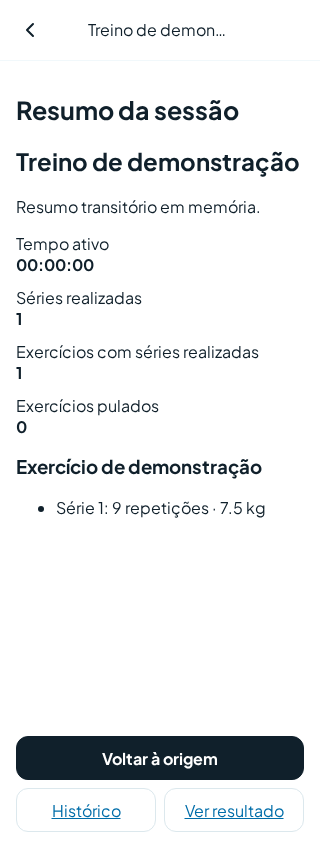 Treino de demon...
Resumo da sessão
Treino de demonstração
Resumo transitório em memória.
Tempo ativo
00:00:00
Séries realizadas
1
Exercícios com séries realizadas
1
Exercícios pulados
0
Exercício de demonstração
• Série 1: 9 repetições · 7.5 kg
Voltar à origem
Histórico
Ver resultado